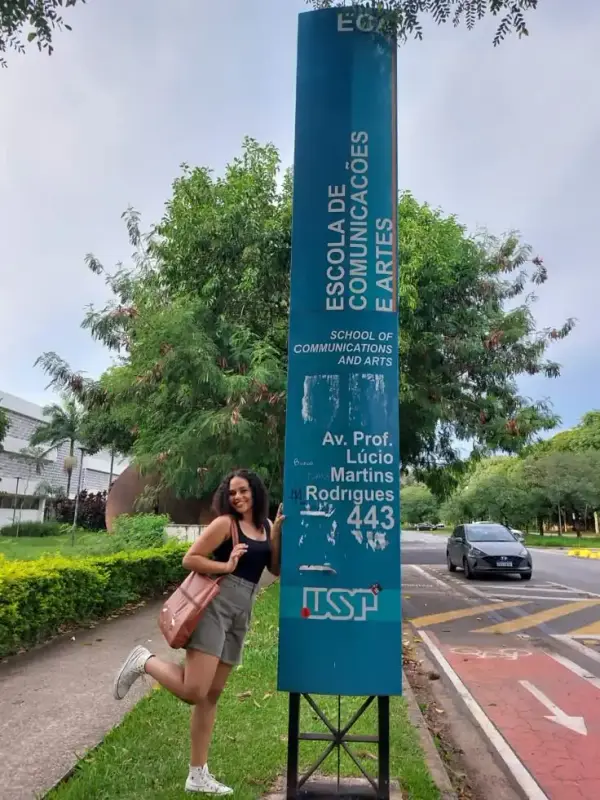 ECA
ESCOLA DE
COMUNICAÇÕES
E ARTES
SCHOOL OF
COMMUNICATIONS
AND ARTS
Av. Prof.
Lúcio
Martins
Rodrigues
443
USP